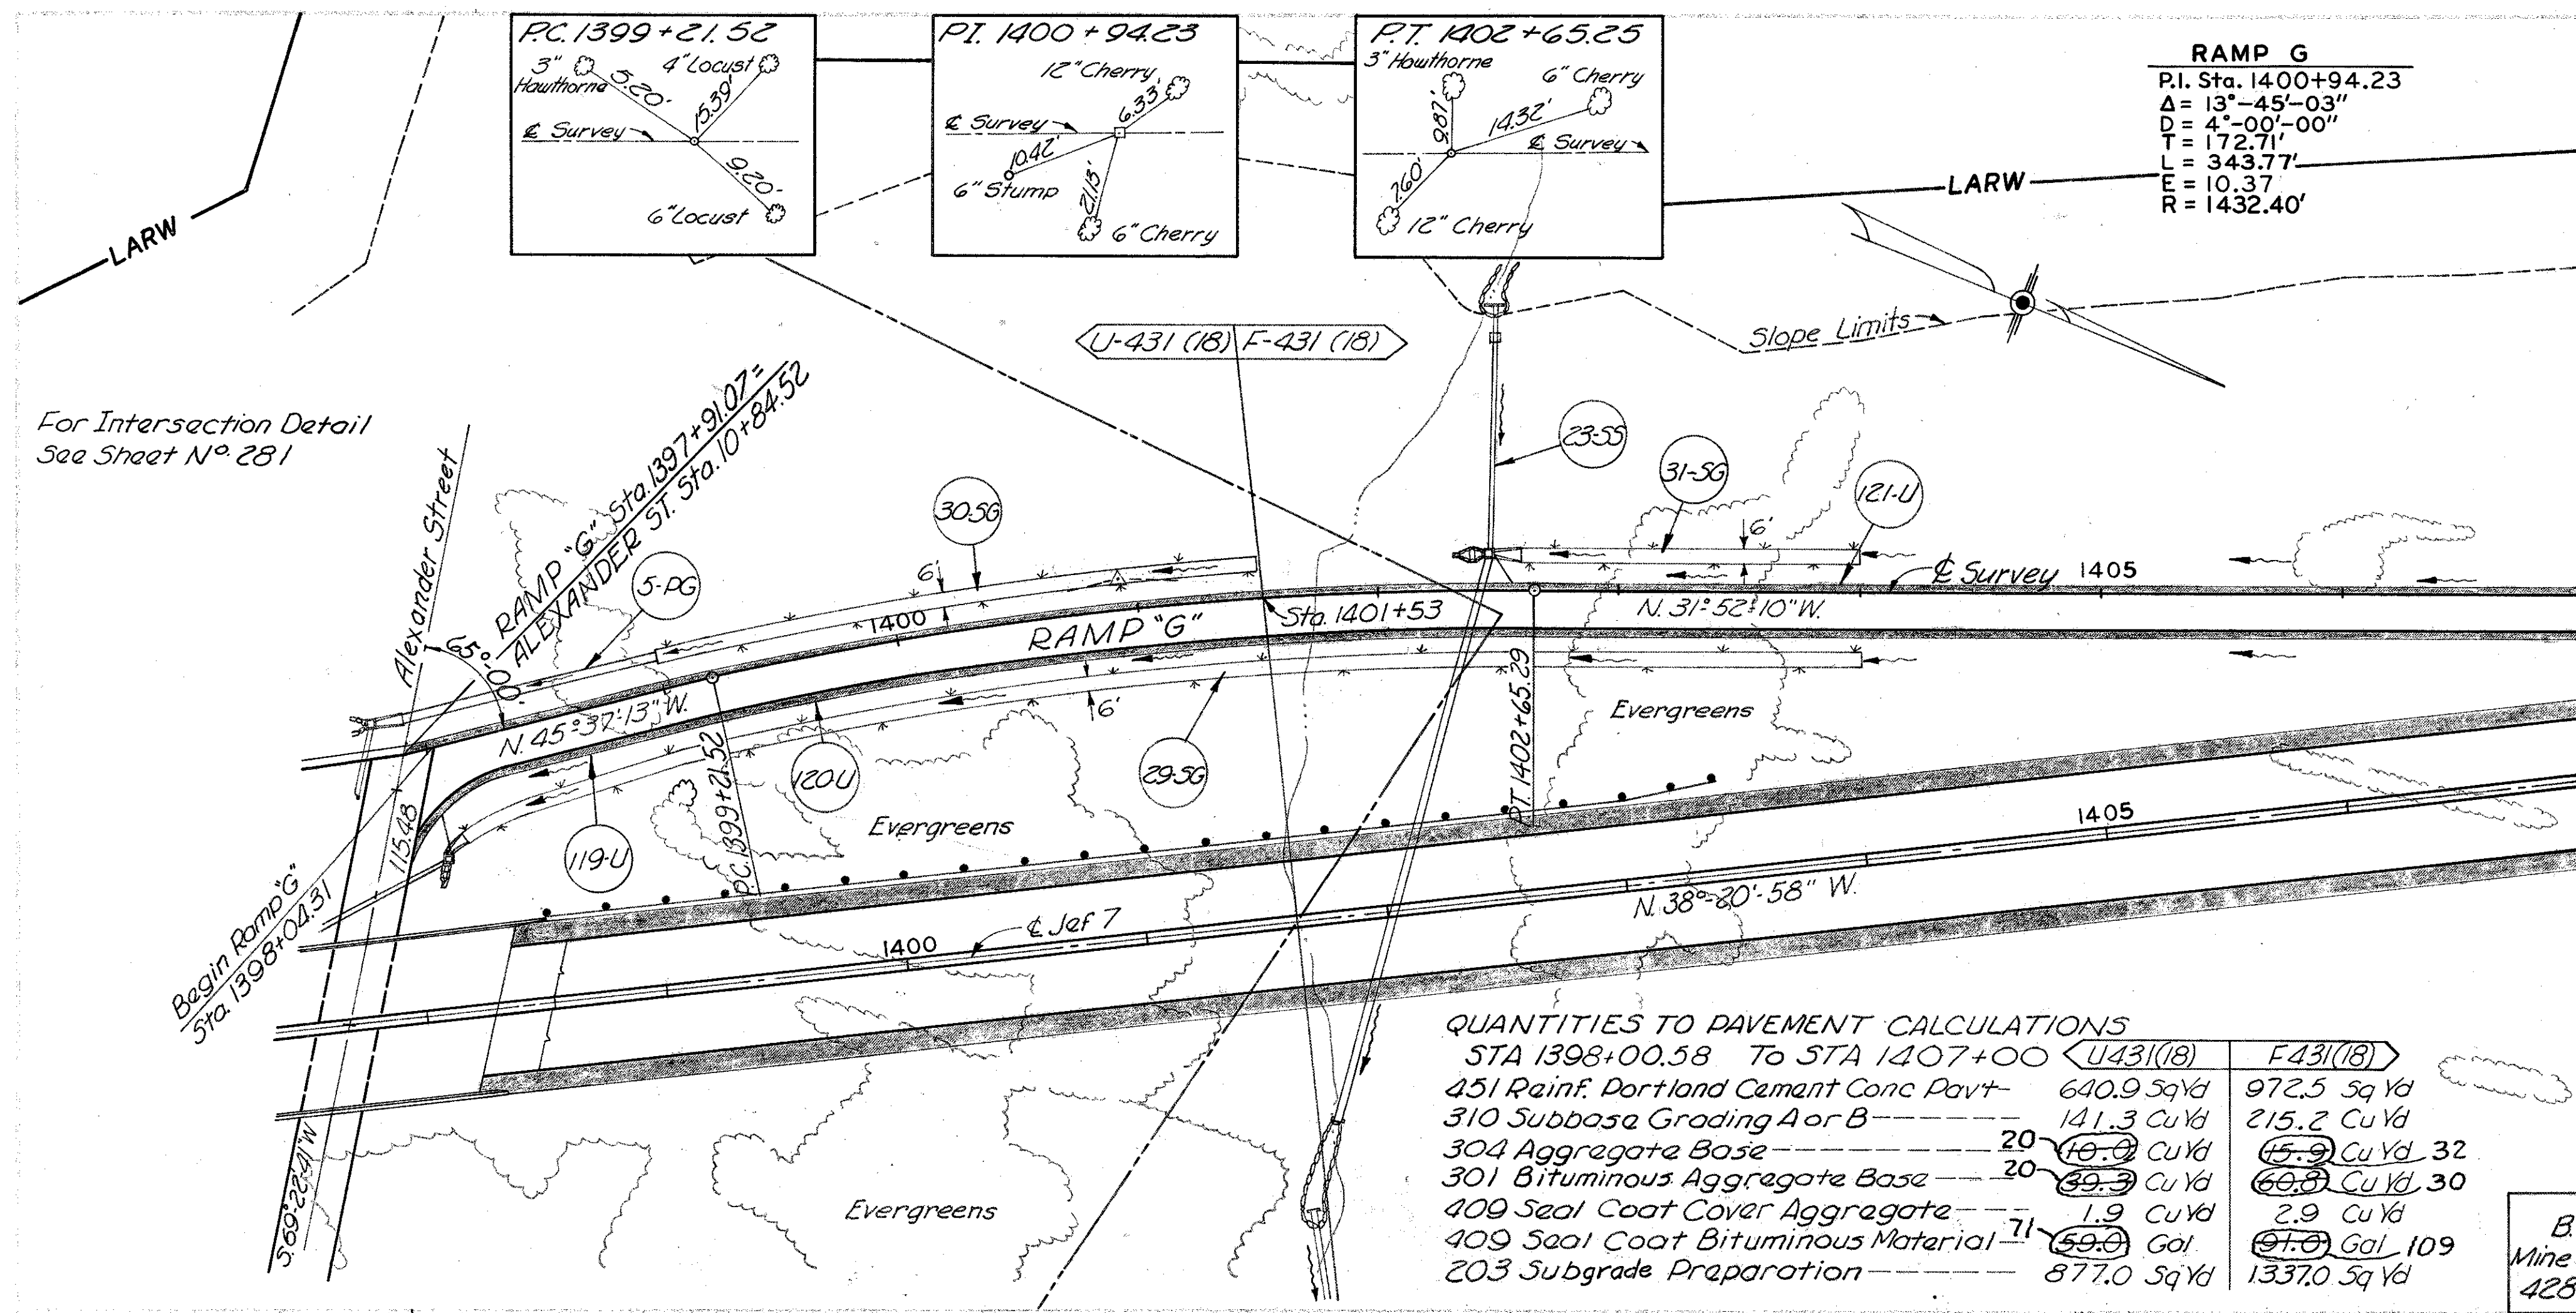 P.C. 1399+21.52
3" Hawthorne
5.20'
4" Locust
15.39'
℄ Survey
9.20'
6" Locust
P.I. 1400+94.23
12" Cherry
6.33'
℄ Survey
10.42'
6" Stump
21.13'
6" Cherry
P.T. 1402+65.25
3" Hawthorne
6" Cherry
9.87'
14.32'
℄ Survey
7.60'
12" Cherry
RAMP G
P.I. Sta. 1400+94.23
Δ = 13°-45'-03"
D = 4°-00'-00"
T = 172.71'
L = 343.77'
E = 10.37
R = 1432.40'
LARW
LARW
U-431 (18) F-431 (18)
Slope Limits
For Intersection Detail
See Sheet Nº 281
Alexander Street
RAMP "G" Sta. 1397+91.07=
ALEXANDER ST. Sta. 10+84.52
65°-00'
5-PG
30-SG
23-SS
31-SG
121-U
6'
6'
1400
RAMP "G"
Sta. 1401+53
℄ Survey
1405
N. 31°52'10" W.
N. 45°37'13" W.
6'
P.T. 1402+65.29
P.C. 1399+21.52
Evergreens
120-U
29-SG
119-U
Evergreens
115.48
Begin Ramp "G"
Sta. 1398+04.31
1400
℄ Jef 7
N. 38°-20'-58" W.
1405
S. 69°22'41" W
Evergreens
QUANTITIES TO PAVEMENT CALCULATIONS
STA 1398+00.58 To STA 1407+00 U431(18) F431(18)
451 Reinf. Portland Cement Conc Pavt 640.9 Sq Yd 972.5 Sq Yd
310 Subbase Grading A or B 141.3 Cu Yd 215.2 Cu Yd
304 Aggregate Base 20 10.0 Cu Yd 15.9 Cu Yd 32
301 Bituminous Aggregate Base 20 39.3 Cu Yd 60.8 Cu Yd 30
409 Seal Coat Cover Aggregate 1.9 Cu Yd 2.9 Cu Yd
409 Seal Coat Bituminous Material 71 59.0 Gal 91.0 Gal 109
203 Subgrade Preparation 877.0 Sq Yd 1337.0 Sq Yd
B.
Mine
428